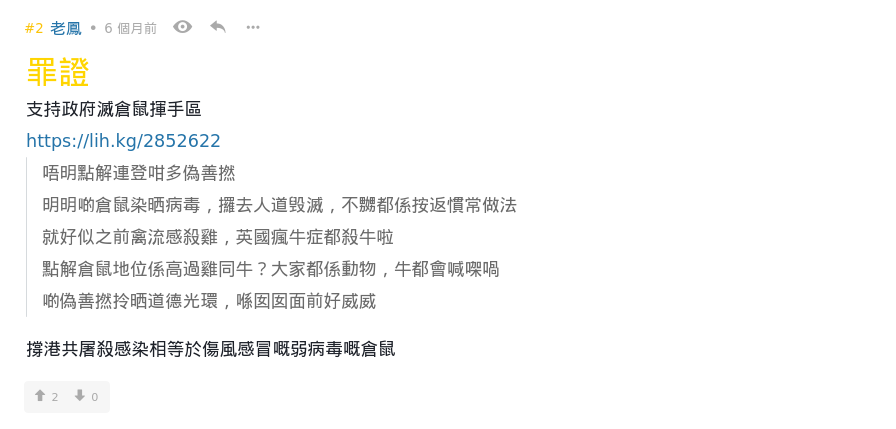 #2 老鳳 • 6 個月前
罪證
支持政府滅倉鼠揮手區
https://lih.kg/2852622
唔明點解連登咁多偽善撚
明明啲倉鼠染晒病毒，攞去人道毀滅，不嬲都係按返慣常做法
就好似之前禽流感殺雞，英國瘋牛症都殺牛啦
點解倉鼠地位係高過雞同牛？大家都係動物，牛都會喊㗎喎
啲偽善撚拎晒道德光環，喺囡囡面前好威威
撐港共屠殺感染相等於傷風感冒嘅弱病毒嘅倉鼠
2 0